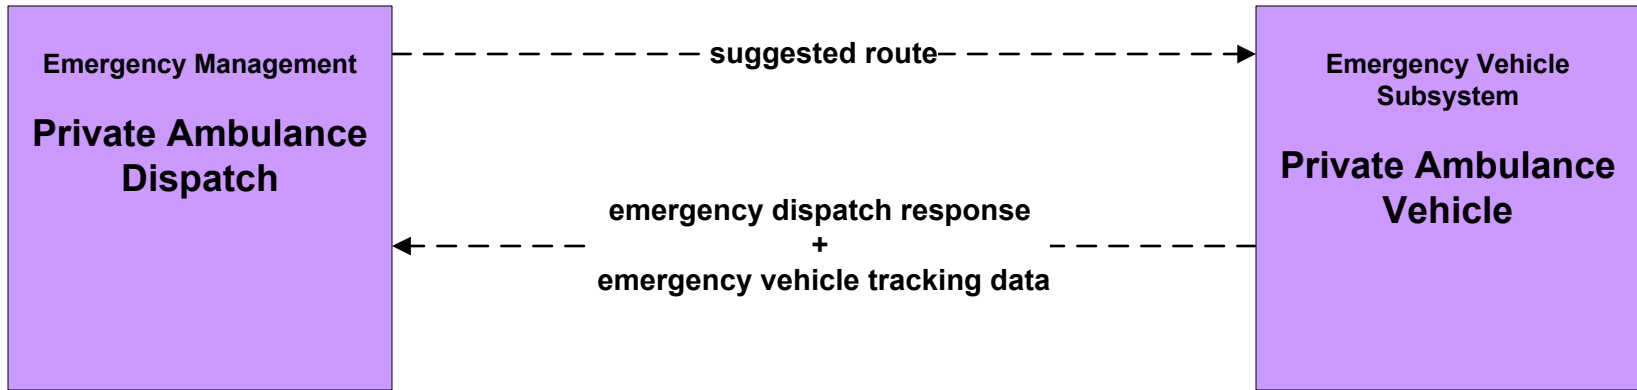 Emergency Management
Private Ambulance
Dispatch
suggested route
emergency dispatch response
+
emergency vehicle tracking data
Emergency Vehicle
Subsystem
Private Ambulance
Vehicle